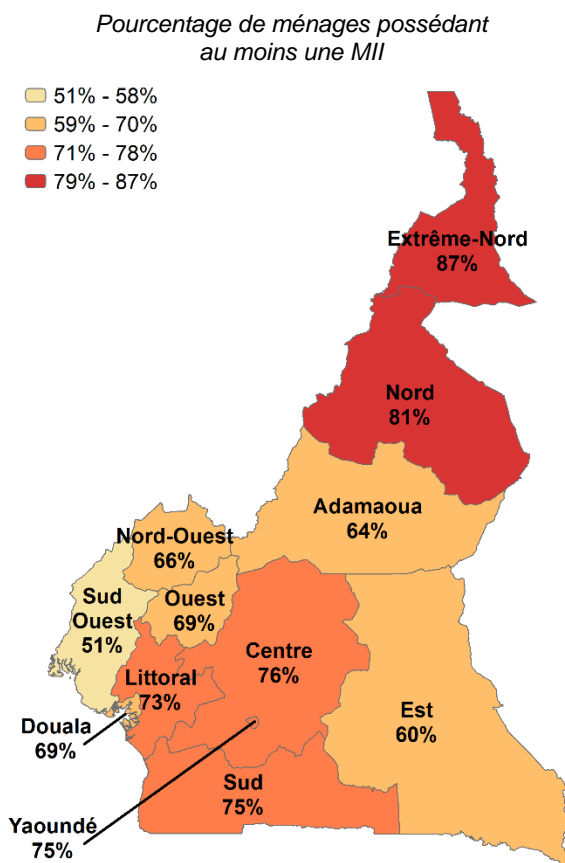 Pourcentage de ménages possédant
au moins une MII
51% - 58%
59% - 70%
71% - 78%
79% - 87%
Extrême-Nord
87%
Nord
81%
Adamaoua
64%
Nord-Ouest
66%
Ouest
69%
Sud
Ouest
51%
Centre
76%
Littoral
73%
Douala
69%
Est
60%
Sud
75%
Yaoundé
75%